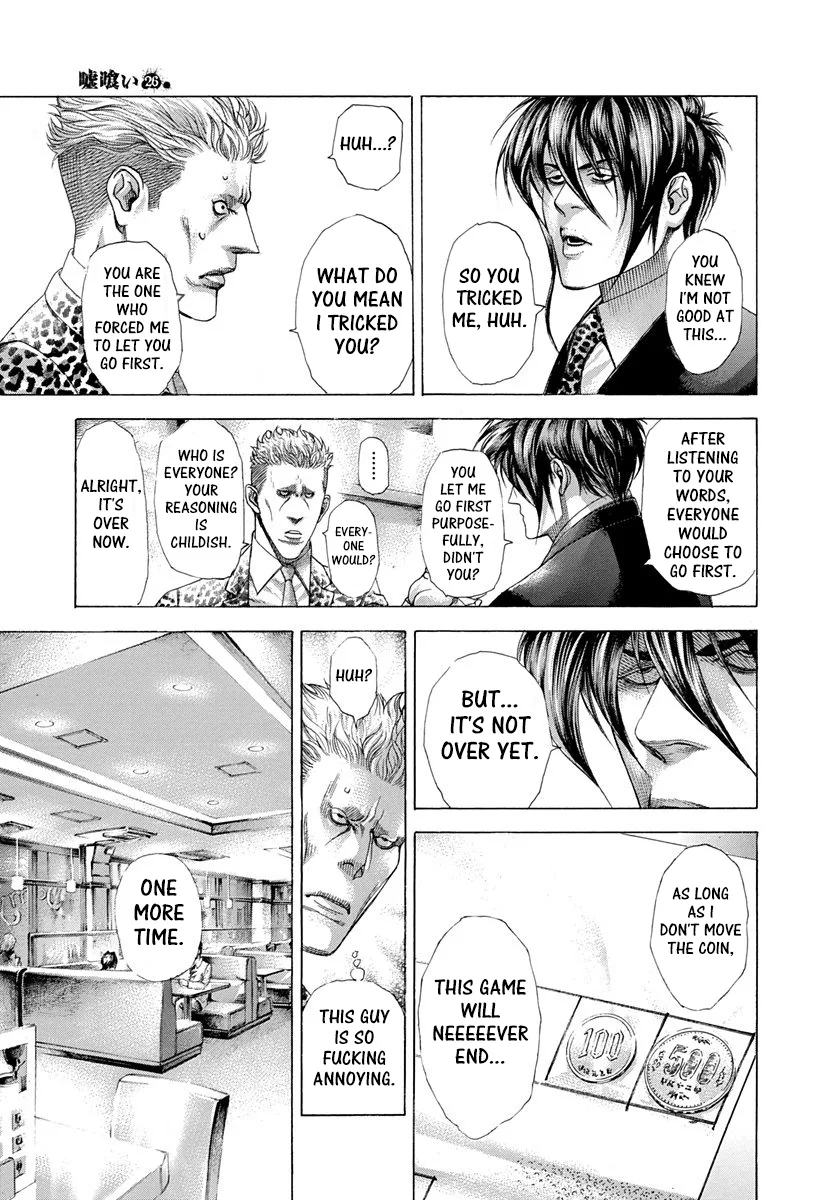 嘘喰い 26
YOU
KNEW
I'M NOT
GOOD AT
THIS...
SO YOU
TRICKED
ME, HUH.
HUH...?
WHAT DO
YOU MEAN
I TRICKED
YOU?
YOU ARE
THE ONE
WHO
FORCED ME
TO LET YOU
GO FIRST.
AFTER
LISTENING
TO YOUR
WORDS,
EVERYONE
WOULD
CHOOSE TO
GO FIRST.
YOU
LET ME
GO FIRST
PURPOSE-
FULLY,
DIDN'T
YOU?
......
EVERY-
ONE
WOULD?
WHO IS
EVERYONE?
YOUR
REASONING
IS
CHILDISH.
ALRIGHT,
IT'S
OVER
NOW.
BUT...
IT'S NOT
OVER YET.
AS LONG
AS I
DON'T MOVE
THE COIN,
THIS GAME
WILL
NEEEEEVER
END...
100
500
HUH?
THIS GUY
IS SO
FUCKING
ANNOYING.
ONE
MORE
TIME.